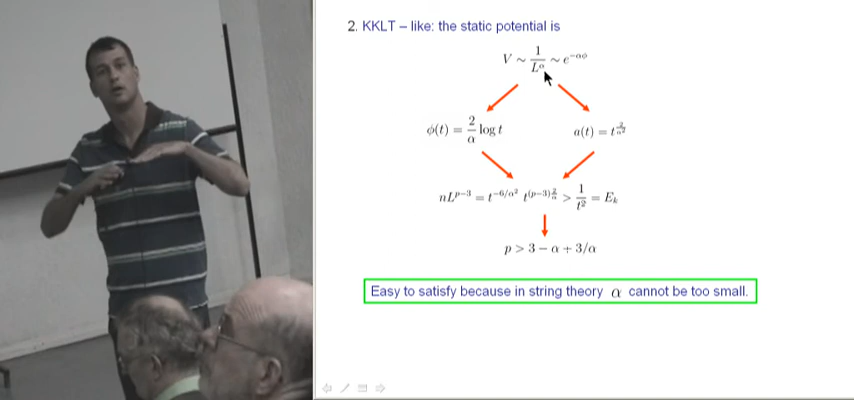 2. KKLT – like: the static potential is
V ~ 1/L^α ~ e^{-αφ}
φ(t) = 2/α log t
a(t) = t^{2/α²}
nL^{p-3} = t^{-6/α²} t^{(p-3)2/α} > 1/t² = E_k
p > 3 − α + 3/α
Easy to satisfy because in string theory α cannot be too small.